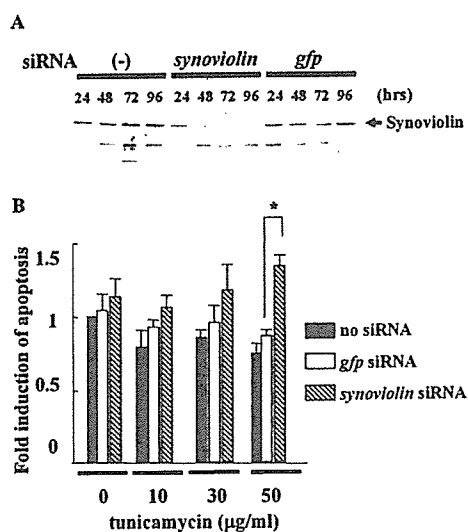 A
siRNA (-) synoviolin gfp
24 48 72 96 24 48 72 96 24 48 72 96 (hrs)
Synoviolin
B
*
Fold induction of apoptosis
1.5
1
0.5
0
no siRNA
gfp siRNA
synoviolin siRNA
0 10 30 50
tunicamycin (µg/ml)